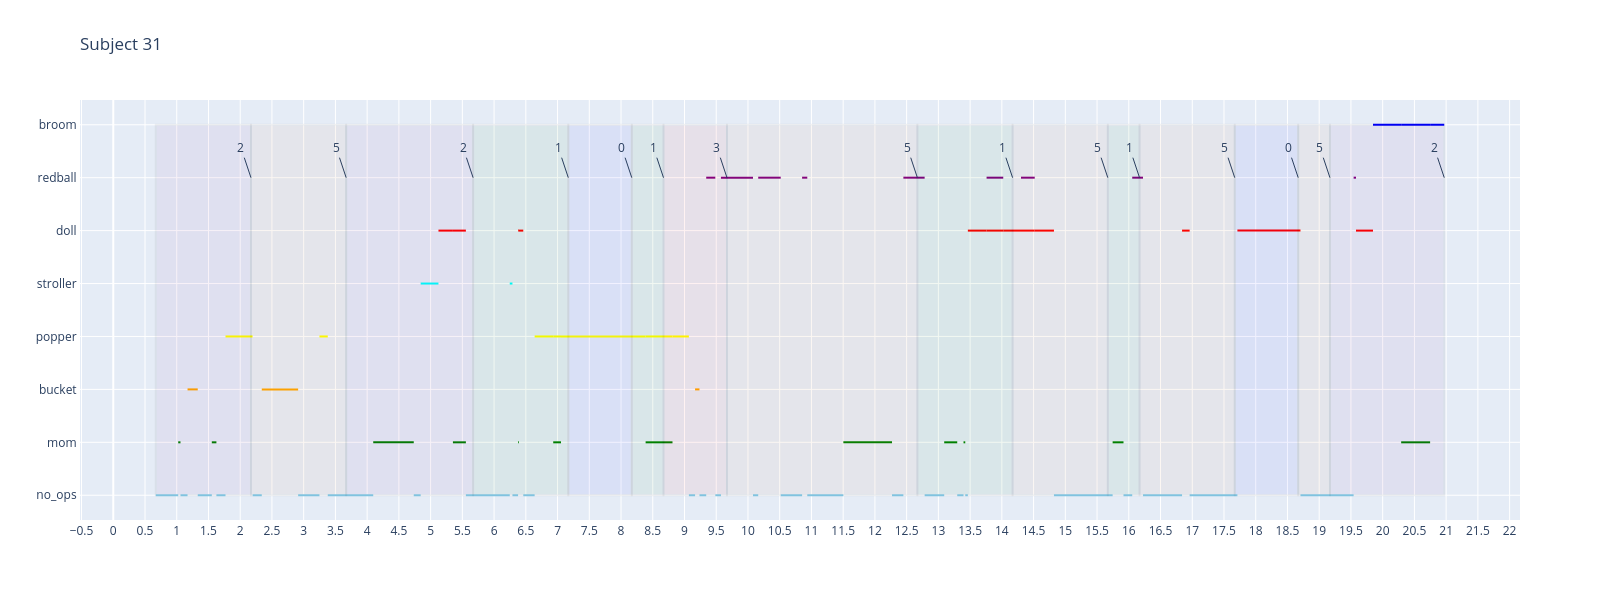 Subject 31
broom
2 5 2 1 0 1 3 5 1 5 1 5 0 5 2
redball
doll
stroller
popper
bucket
mom
no_ops
−0.5 0 0.5 1 1.5 2 2.5 3 3.5 4 4.5 5 5.5 6 6.5 7 7.5 8 8.5 9 9.5 10 10.5 11 11.5 12 12.5 13 13.5 14 14.5 15 15.5 16 16.5 17 17.5 18 18.5 19 19.5 20 20.5 21 21.5 22